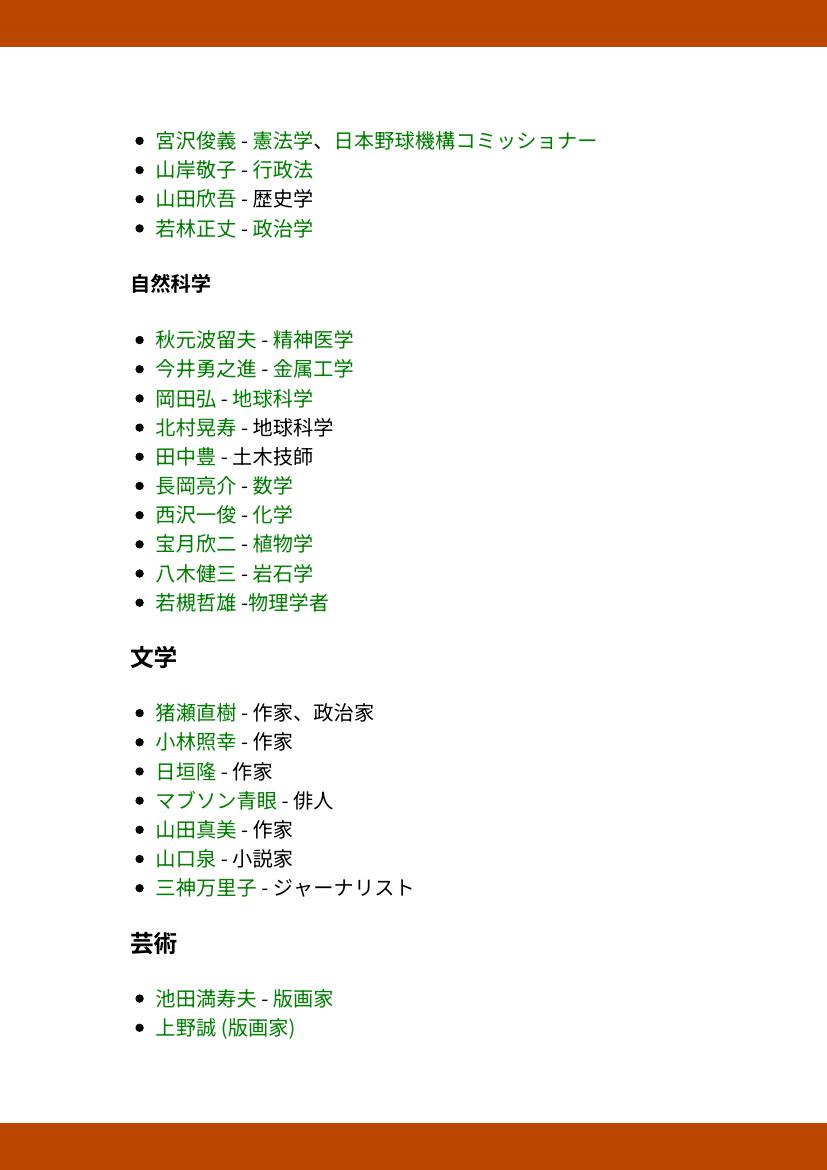 • 宮沢俊義 - 憲法学、日本野球機構コミッショナー
• 山岸敬子 - 行政法
• 山田欣吾 - 歴史学
• 若林正丈 - 政治学
自然科学
• 秋元波留夫 - 精神医学
• 今井勇之進 - 金属工学
• 岡田弘 - 地球科学
• 北村晃寿 - 地球科学
• 田中豊 - 土木技師
• 長岡亮介 - 数学
• 西沢一俊 - 化学
• 宝月欣二 - 植物学
• 八木健三 - 岩石学
• 若槻哲雄 -物理学者
文学
• 猪瀬直樹 - 作家、政治家
• 小林照幸 - 作家
• 日垣隆 - 作家
• マブソン青眼 - 俳人
• 山田真美 - 作家
• 山口泉 - 小説家
• 三神万里子 - ジャーナリスト
芸術
• 池田満寿夫 - 版画家
• 上野誠 (版画家)